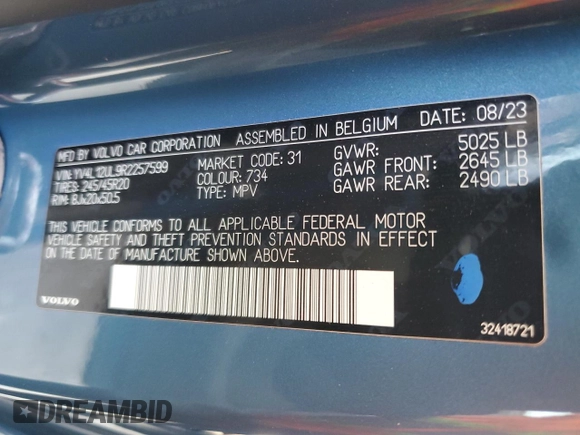 MFD BY VOLVO CAR CORPORATION ASSEMBLED IN BELGIUM DATE: 08/23
VIN: YV4L12UL9R2257599 MARKET CODE: 31 GVWR: 5025 LB
TIRES: 245/45R20 COLOUR: 734 GAWR FRONT: 2645 LB
RIM: 8Jx20x50.5 TYPE: MPV GAWR REAR: 2490 LB
THIS VEHICLE CONFORMS TO ALL APPLICABLE FEDERAL MOTOR
VEHICLE SAFETY AND THEFT PREVENTION STANDARDS IN EFFECT
ON THE DATE OF MANUFACTURE SHOWN ABOVE.
VOLVO
32418721
DREAMBID